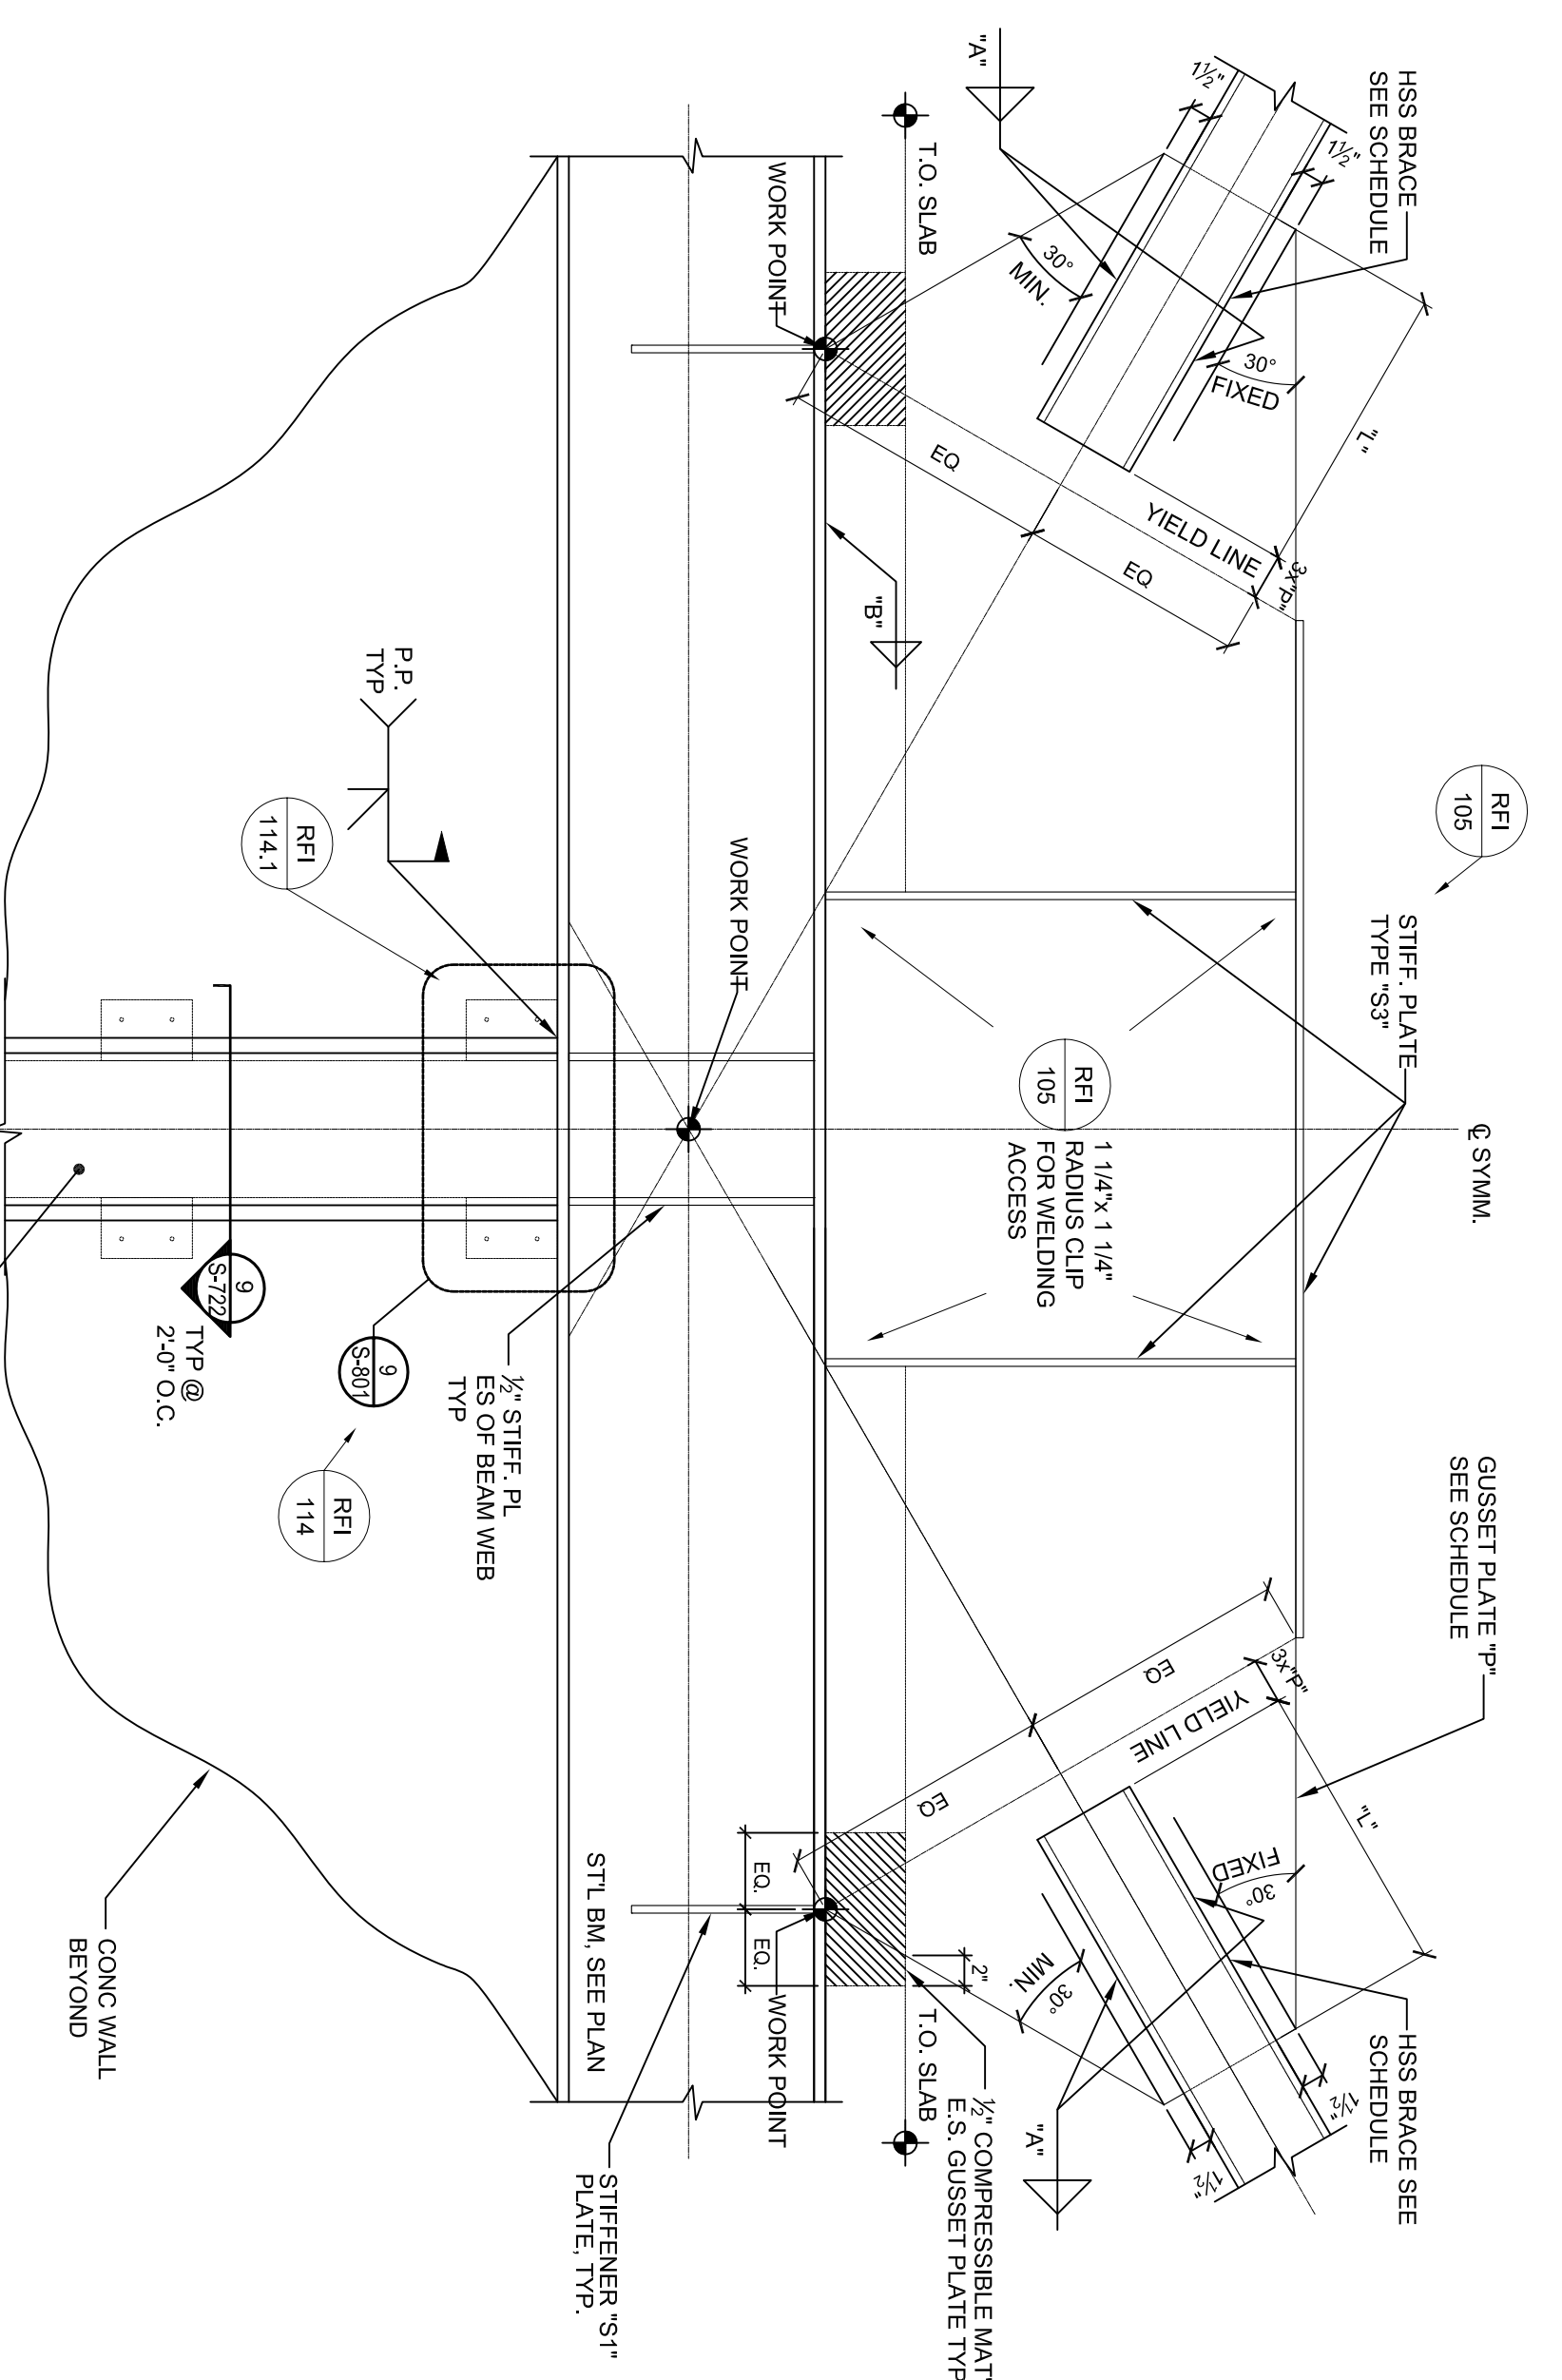 HSS BRACE
SEE SCHEDULE
1½"
1½"
"A"
30°
MIN.
30°
FIXED
"L"
3x"P"
YIELD LINE
EQ
EQ
T.O. SLAB
WORK POINT
"B"
RFI
105
STIFF. PLATE
TYPE "S3"
℄ SYMM.
RFI
105
1 1/4"x 1 1/4"
RADIUS CLIP
FOR WELDING
ACCESS
GUSSET PLATE "P"
SEE SCHEDULE
3x"P"
YIELD LINE
EQ
EQ
"L"
FIXED
30°
MIN.
30°
HSS BRACE SEE
SCHEDULE
1½"
1½"
"A"
2"
T.O. SLAB
½" COMPRESSIBLE MAT'
E.S. GUSSET PLATE TYP
EQ.
EQ.
WORK POINT
WORK POINT
ST'L BM, SEE PLAN
STIFFENER "S1"
PLATE, TYP.
P.P.
TYP
RFI
114.1
½" STIFF. PL
ES OF BEAM WEB
TYP
9
S-801
RFI
114
9
S-722
TYP @
2'-0" O.C.
CONC WALL
BEYOND